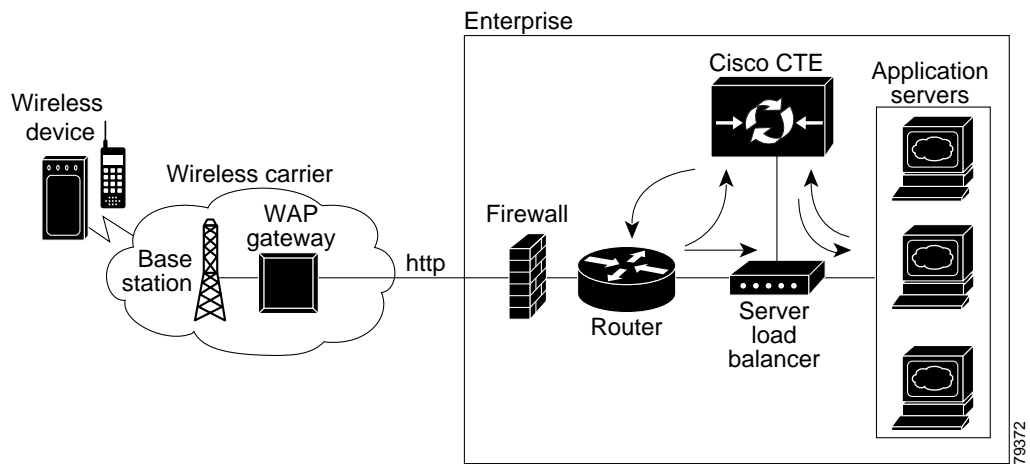 Enterprise
Cisco CTE
Application
servers
Wireless
device
Wireless carrier
WAP
gateway
Base
station
http
Firewall
Router
Server
load
balancer
79372